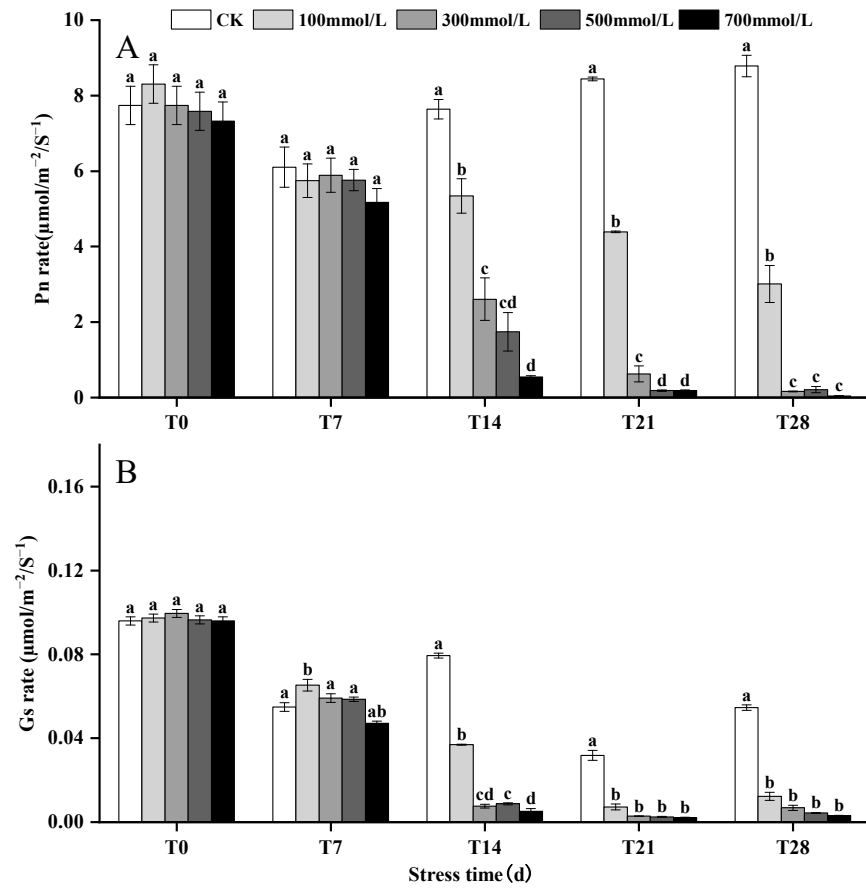 CK 100mmol/L 300mmol/L 500mmol/L 700mmol/L
A
Pn rate(μmol/m⁻²/S⁻¹)
10
8
6
4
2
0
a a a a a
a a a a a
a b c cd d
a b c d d
a b c c c
T0 T7 T14 T21 T28
B
Gs rate (μmol/m⁻²/S⁻¹)
0.16
0.12
0.08
0.04
0.00
a a a a a
a b a a ab
a b cd c d
a b b b b
a b b b b
T0 T7 T14 T21 T28
Stress time(d)